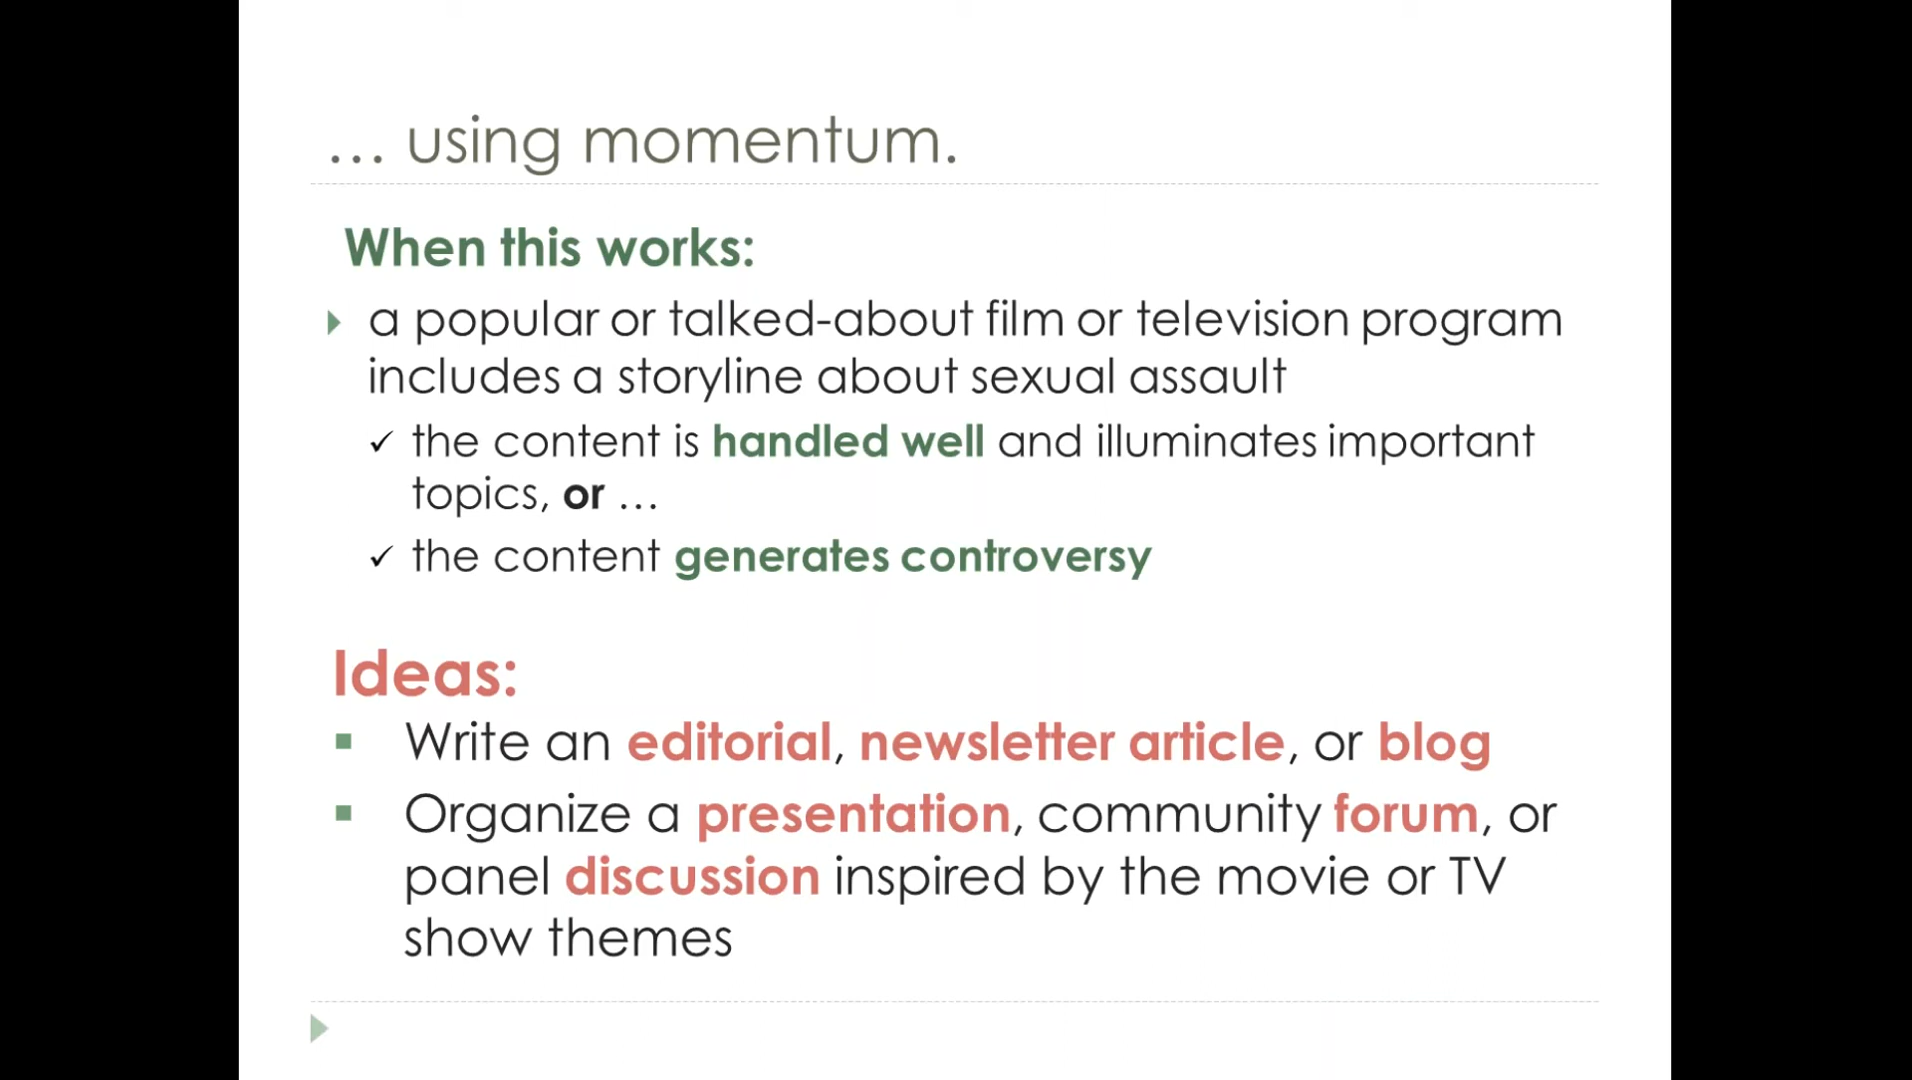 … using momentum.
When this works:
a popular or talked-about film or television program
includes a storyline about sexual assault
✓ the content is handled well and illuminates important
topics, or …
✓ the content generates controversy
Ideas:
▪ Write an editorial, newsletter article, or blog
▪ Organize a presentation, community forum, or
panel discussion inspired by the movie or TV
show themes